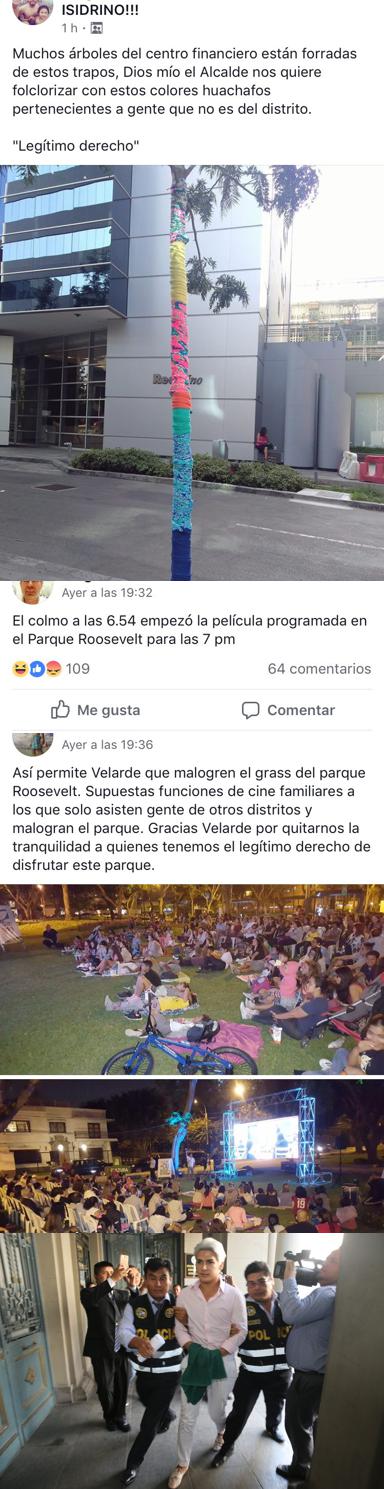 ISIDRINO!!!
1 h
Muchos árboles del centro financiero están forradas
de estos trapos, Dios mío el Alcalde nos quiere
folclorizar con estos colores huachafos
pertenecientes a gente que no es del distrito.
"Legítimo derecho"
Ayer a las 19:32
El colmo a las 6.54 empezó la película programada en
el Parque Roosevelt para las 7 pm
109
64 comentarios
Me gusta
Comentar
Ayer a las 19:36
Así permite Velarde que malogren el grass del parque
Roosevelt. Supuestas funciones de cine familiares a
los que solo asisten gente de otros distritos y
malogran el parque. Gracias Velarde por quitarnos la
tranquilidad a quienes tenemos el legítimo derecho de
disfrutar este parque.
19
POLICIA
POL ICI